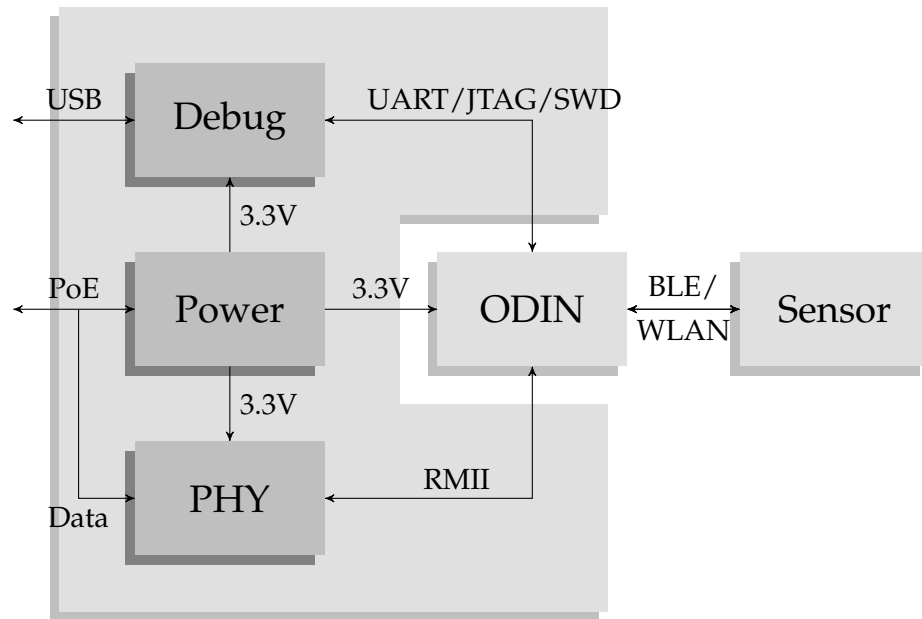 USB
Debug
UART/JTAG/SWD
3.3V
PoE
Power
3.3V
ODIN
BLE/
WLAN
Sensor
3.3V
Data
PHY
RMII